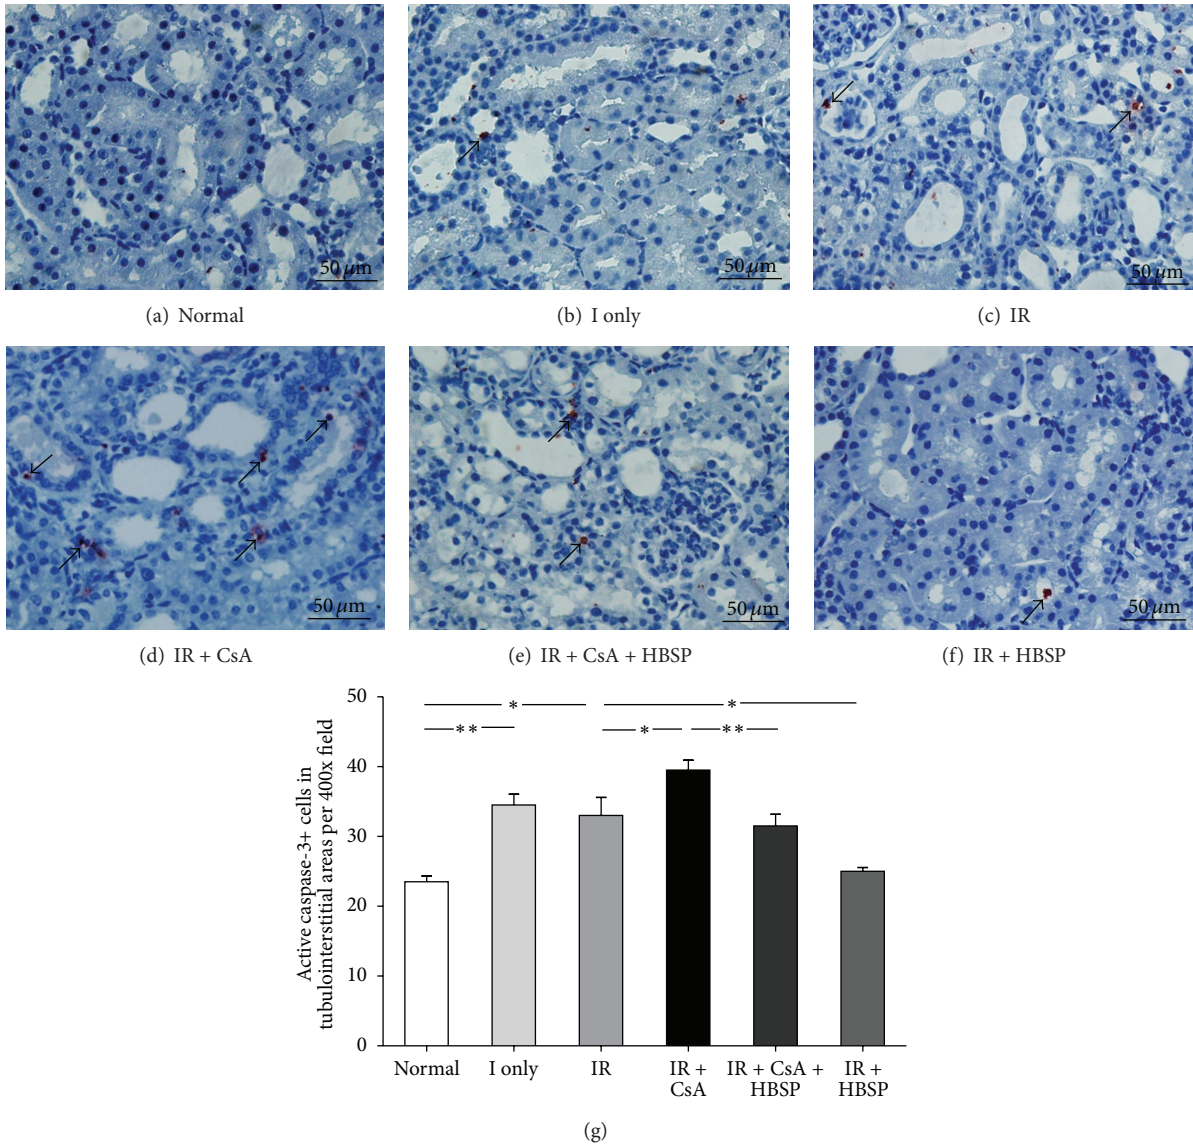 50 μm
50 μm
50 μm
(a) Normal
(b) I only
(c) IR
50 μm
50 μm
50 μm
(d) IR + CsA
(e) IR + CsA + HBSP
(f) IR + HBSP
Active caspase-3+ cells in
tubulointerstitial areas per 400x field
50
40
30
20
10
0
*
*
**
*
**
Normal
I only
IR
IR +
CsA
IR + CsA +
HBSP
IR +
HBSP
(g)